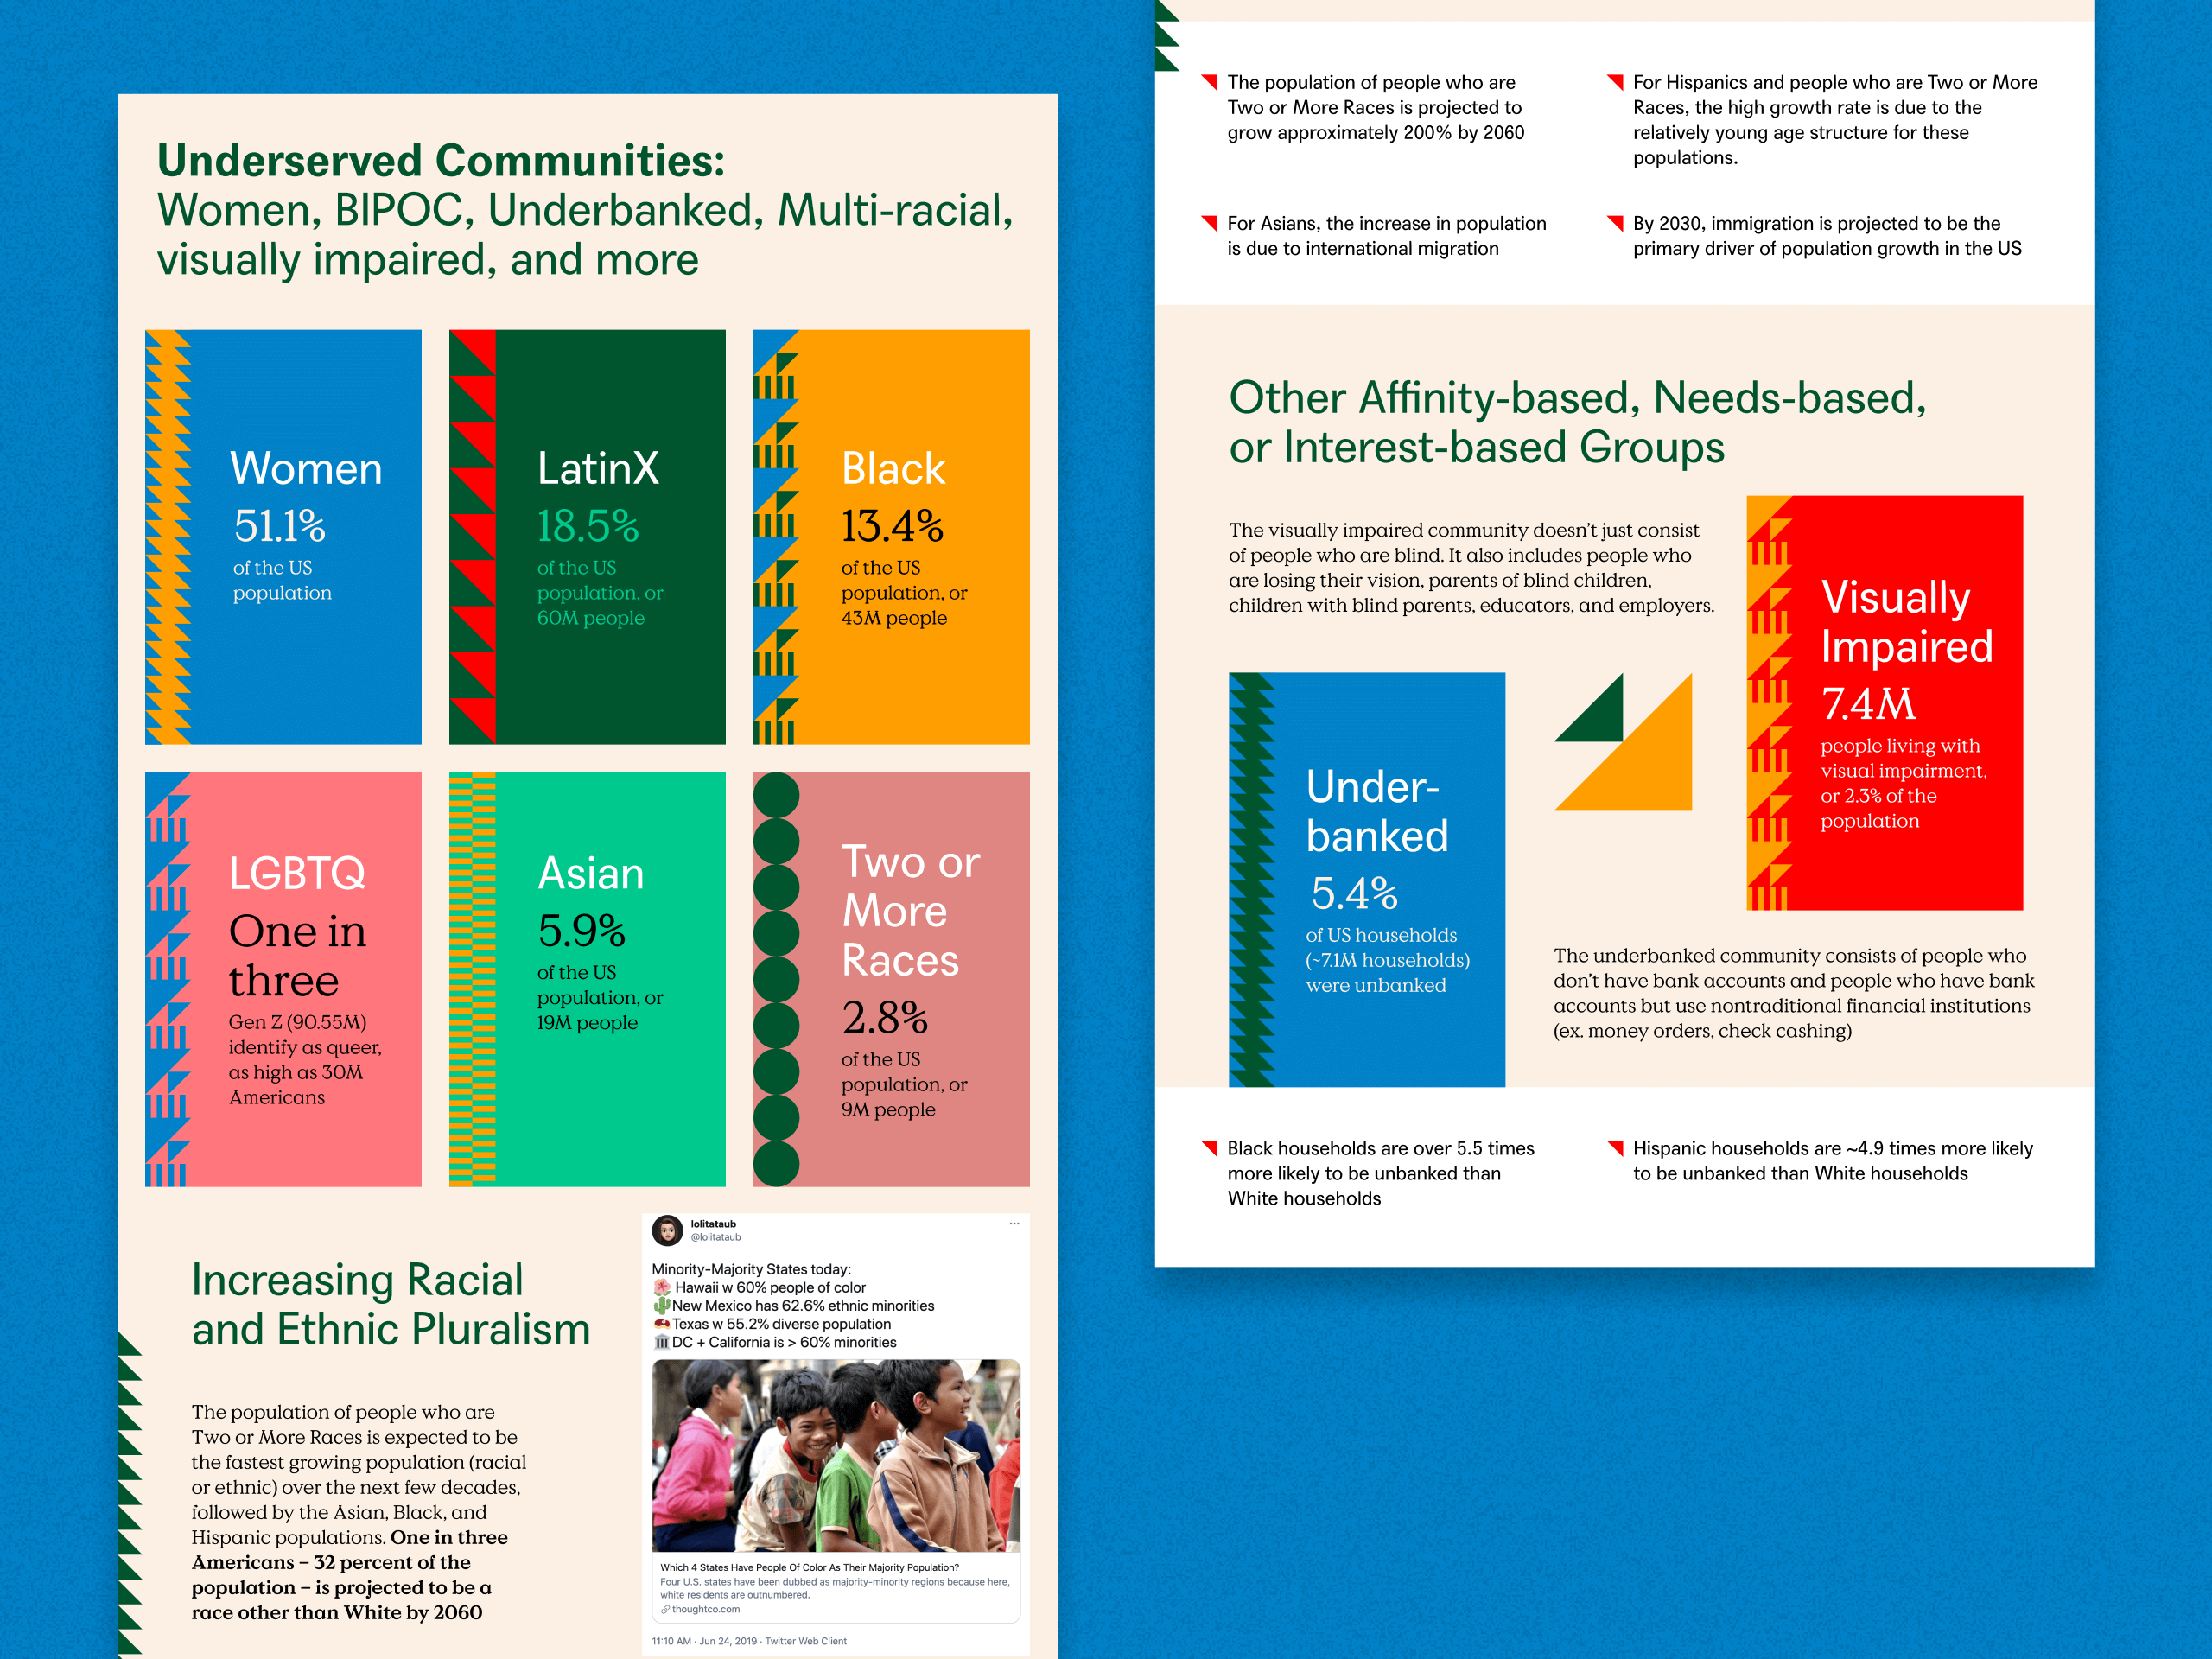 Underserved Communities:
Women, BIPOC, Underbanked, Multi-racial,
visually impaired, and more
Women
51.1%
of the US
population
LatinX
18.5%
of the US
population, or
60M people
Black
13.4%
of the US
population, or
43M people
LGBTQ
One in
three
Gen Z (90.55M)
identify as queer,
as high as 30M
Americans
Asian
5.9%
of the US
population, or
19M people
Two or
More
Races
2.8%
of the US
population, or
9M people
Increasing Racial
and Ethnic Pluralism
The population of people who are
Two or More Races is expected to be
the fastest growing population (racial
or ethnic) over the next few decades,
followed by the Asian, Black, and
Hispanic populations. One in three
Americans – 32 percent of the
population – is projected to be a
race other than White by 2060
lolitataub
@lolitataub
Minority-Majority States today:
🌺 Hawaii w 60% people of color
🌵New Mexico has 62.6% ethnic minorities
Texas w 55.2% diverse population
🏛DC + California is > 60% minorities
Which 4 States Have People Of Color As Their Majority Population?
Four U.S. states have been dubbed as majority-minority regions because here,
white residents are outnumbered.
thoughtco.com
11:10 AM · Jun 24, 2019 · Twitter Web Client
The population of people who are
Two or More Races is projected to
grow approximately 200% by 2060
For Hispanics and people who are Two or More
Races, the high growth rate is due to the
relatively young age structure for these
populations.
For Asians, the increase in population
is due to international migration
By 2030, immigration is projected to be the
primary driver of population growth in the US
Other Affinity-based, Needs-based,
or Interest-based Groups
The visually impaired community doesn't just consist
of people who are blind. It also includes people who
are losing their vision, parents of blind children,
children with blind parents, educators, and employers.
Visually
Impaired
7.4M
people living with
visual impairment,
or 2.3% of the
population
Under-
banked
5.4%
of US households
(~7.1M households)
were unbanked
The underbanked community consists of people who
don't have bank accounts and people who have bank
accounts but use nontraditional financial institutions
(ex. money orders, check cashing)
Black households are over 5.5 times
more likely to be unbanked than
White households
Hispanic households are ~4.9 times more likely
to be unbanked than White households